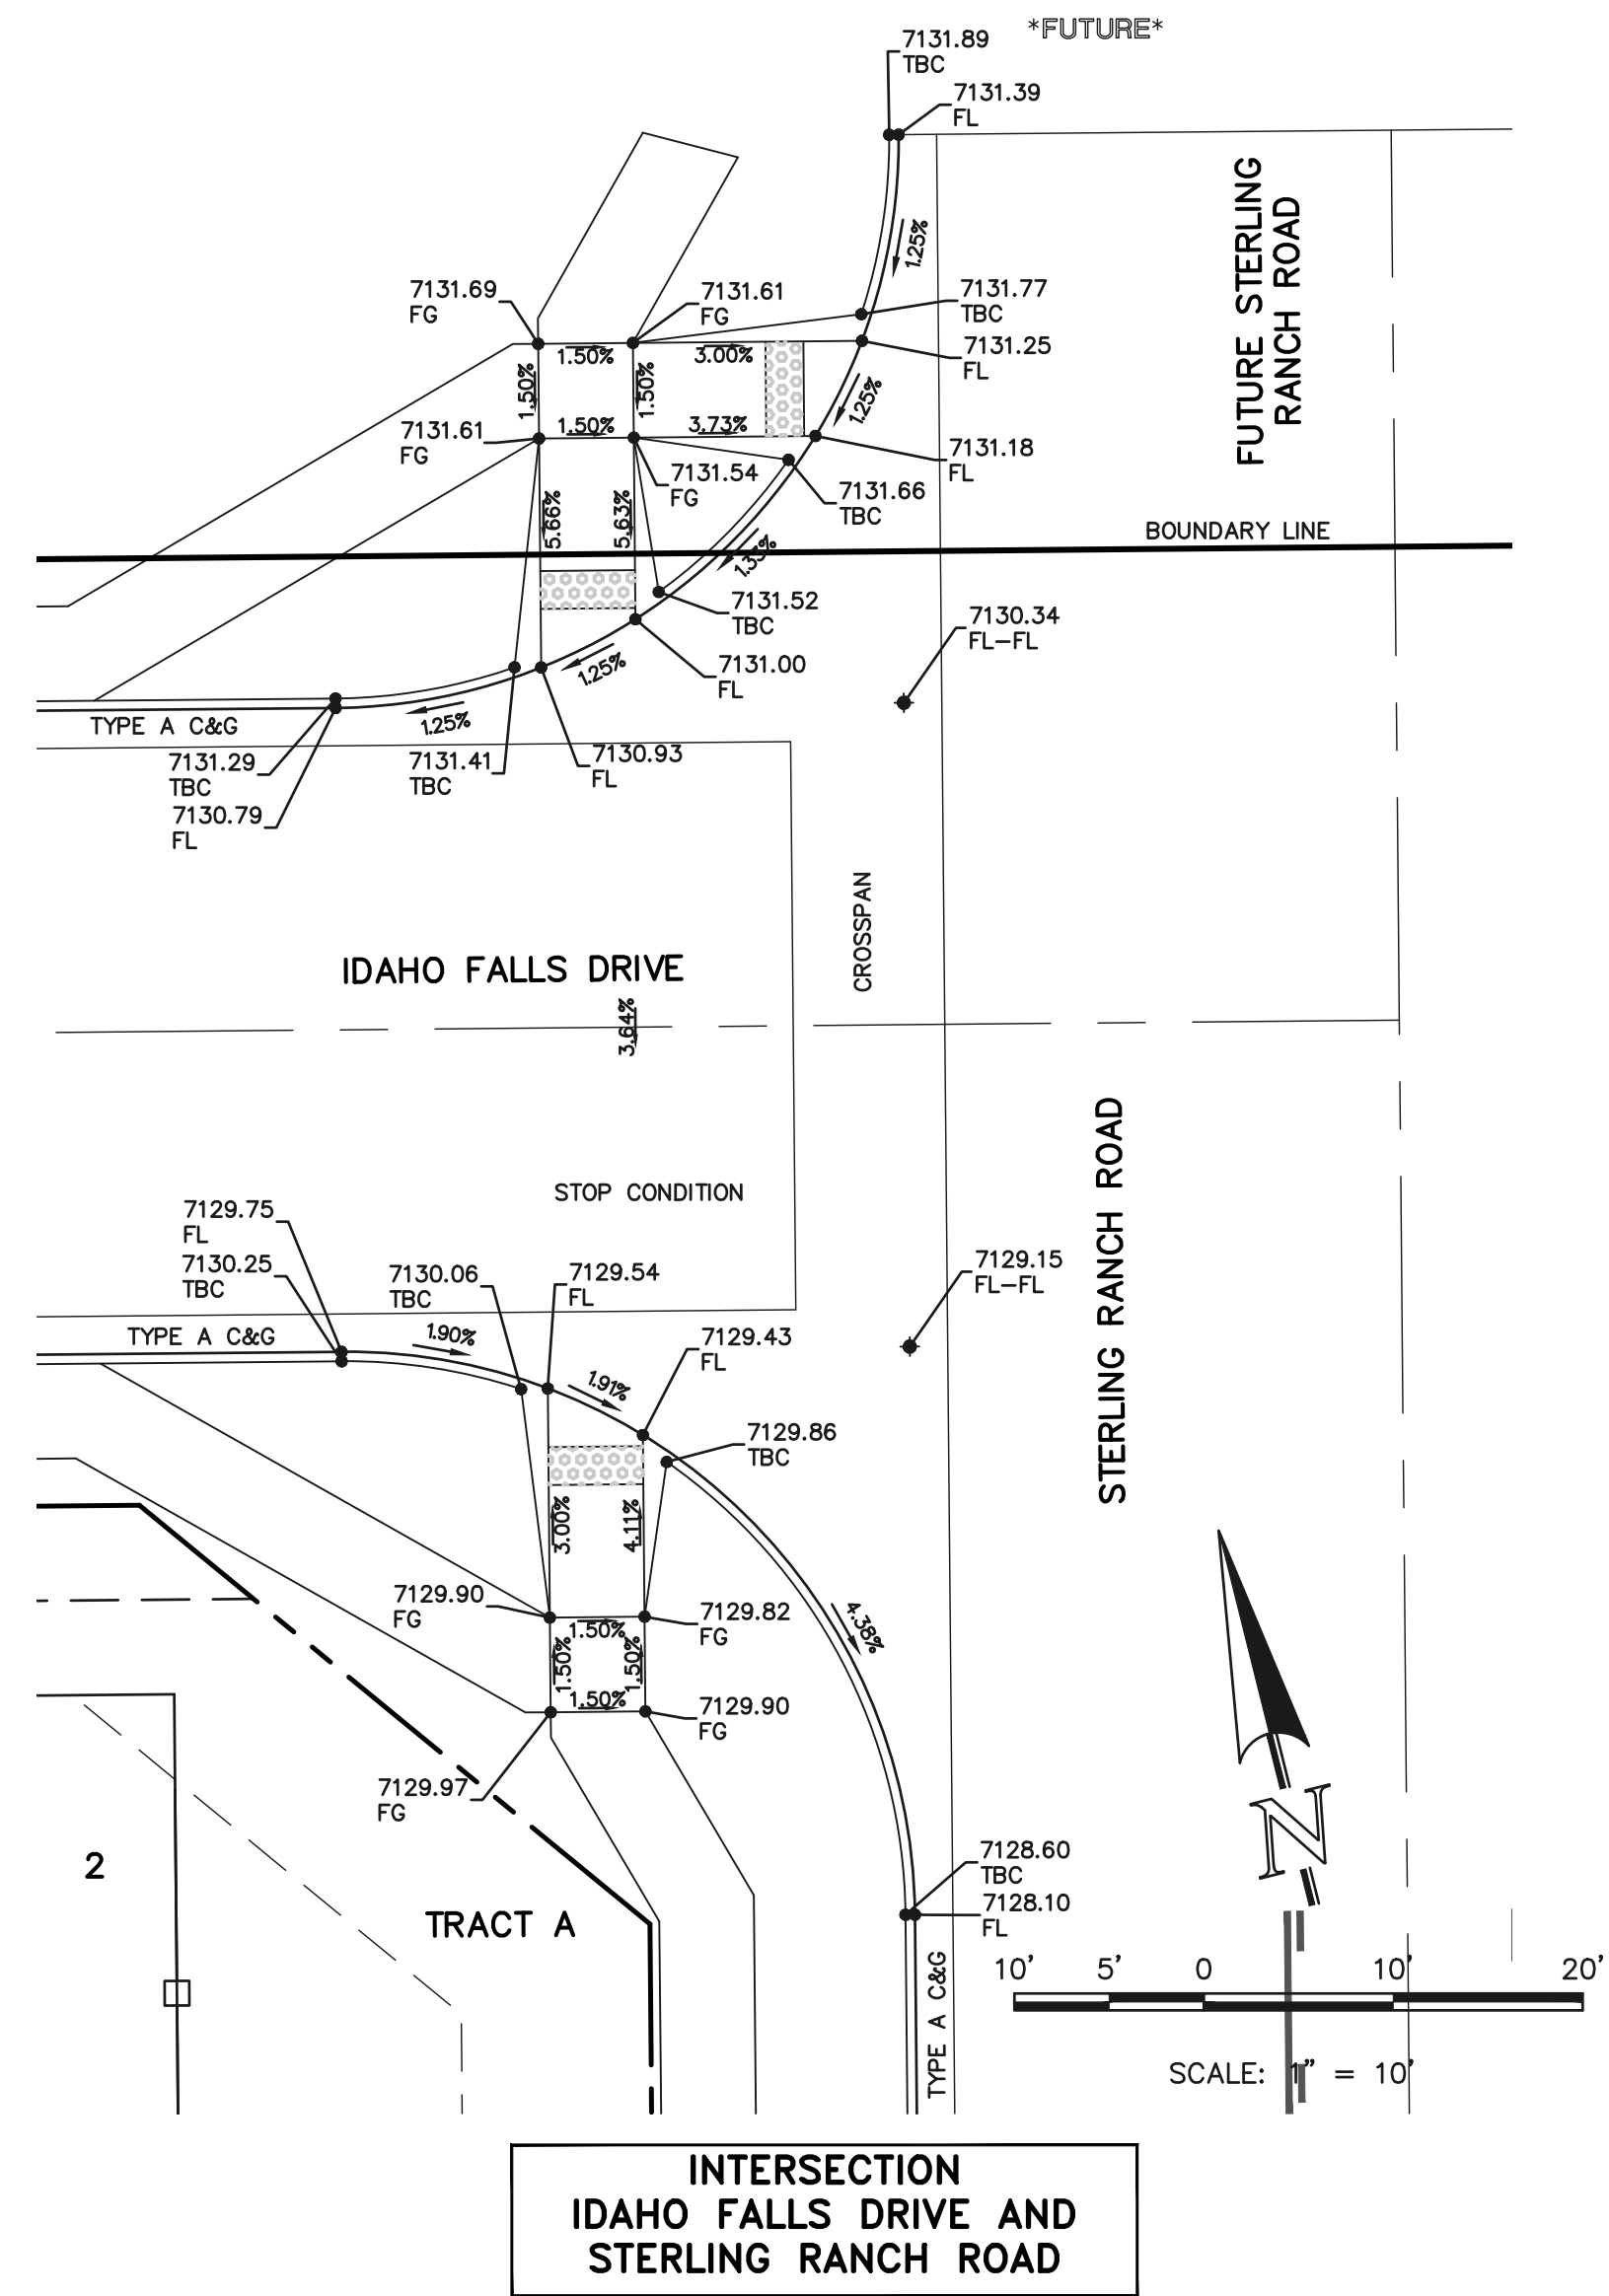 *FUTURE*
7131.89
TBC
7131.39
FL
FUTURE STERLING
RANCH ROAD
1.25%
7131.69
FG
7131.61
FG
7131.77
TBC
1.50%
3.00%
7131.25
FL
1.50%
1.50%
1.25%
7131.61
FG
1.50%
3.73%
7131.18
FL
7131.54
FG
7131.66
TBC
5.66%
5.63%
1.33%
BOUNDARY LINE
7131.52
TBC
7130.34
FL-FL
7131.00
FL
1.25%
TYPE A C&G
1.25%
7131.29
TBC
7131.41
TBC
7130.93
FL
7130.79
FL
CROSSPAN
IDAHO FALLS DRIVE
3.64%
STERLING RANCH ROAD
STOP CONDITION
7129.75
FL
7130.25
TBC
7130.06
TBC
7129.54
FL
7129.15
FL-FL
TYPE A C&G
1.90%
7129.43
FL
1.91%
7129.86
TBC
3.00%
4.11%
7129.90
FG
1.50%
7129.82
FG
4.38%
1.50%
1.50%
1.50%
7129.90
FG
7129.97
FG
N
2
TRACT A
7128.60
TBC
7128.10
FL
TYPE A C&G
10' 5' 0 10' 20'
SCALE: 1" = 10'
INTERSECTION
IDAHO FALLS DRIVE AND
STERLING RANCH ROAD